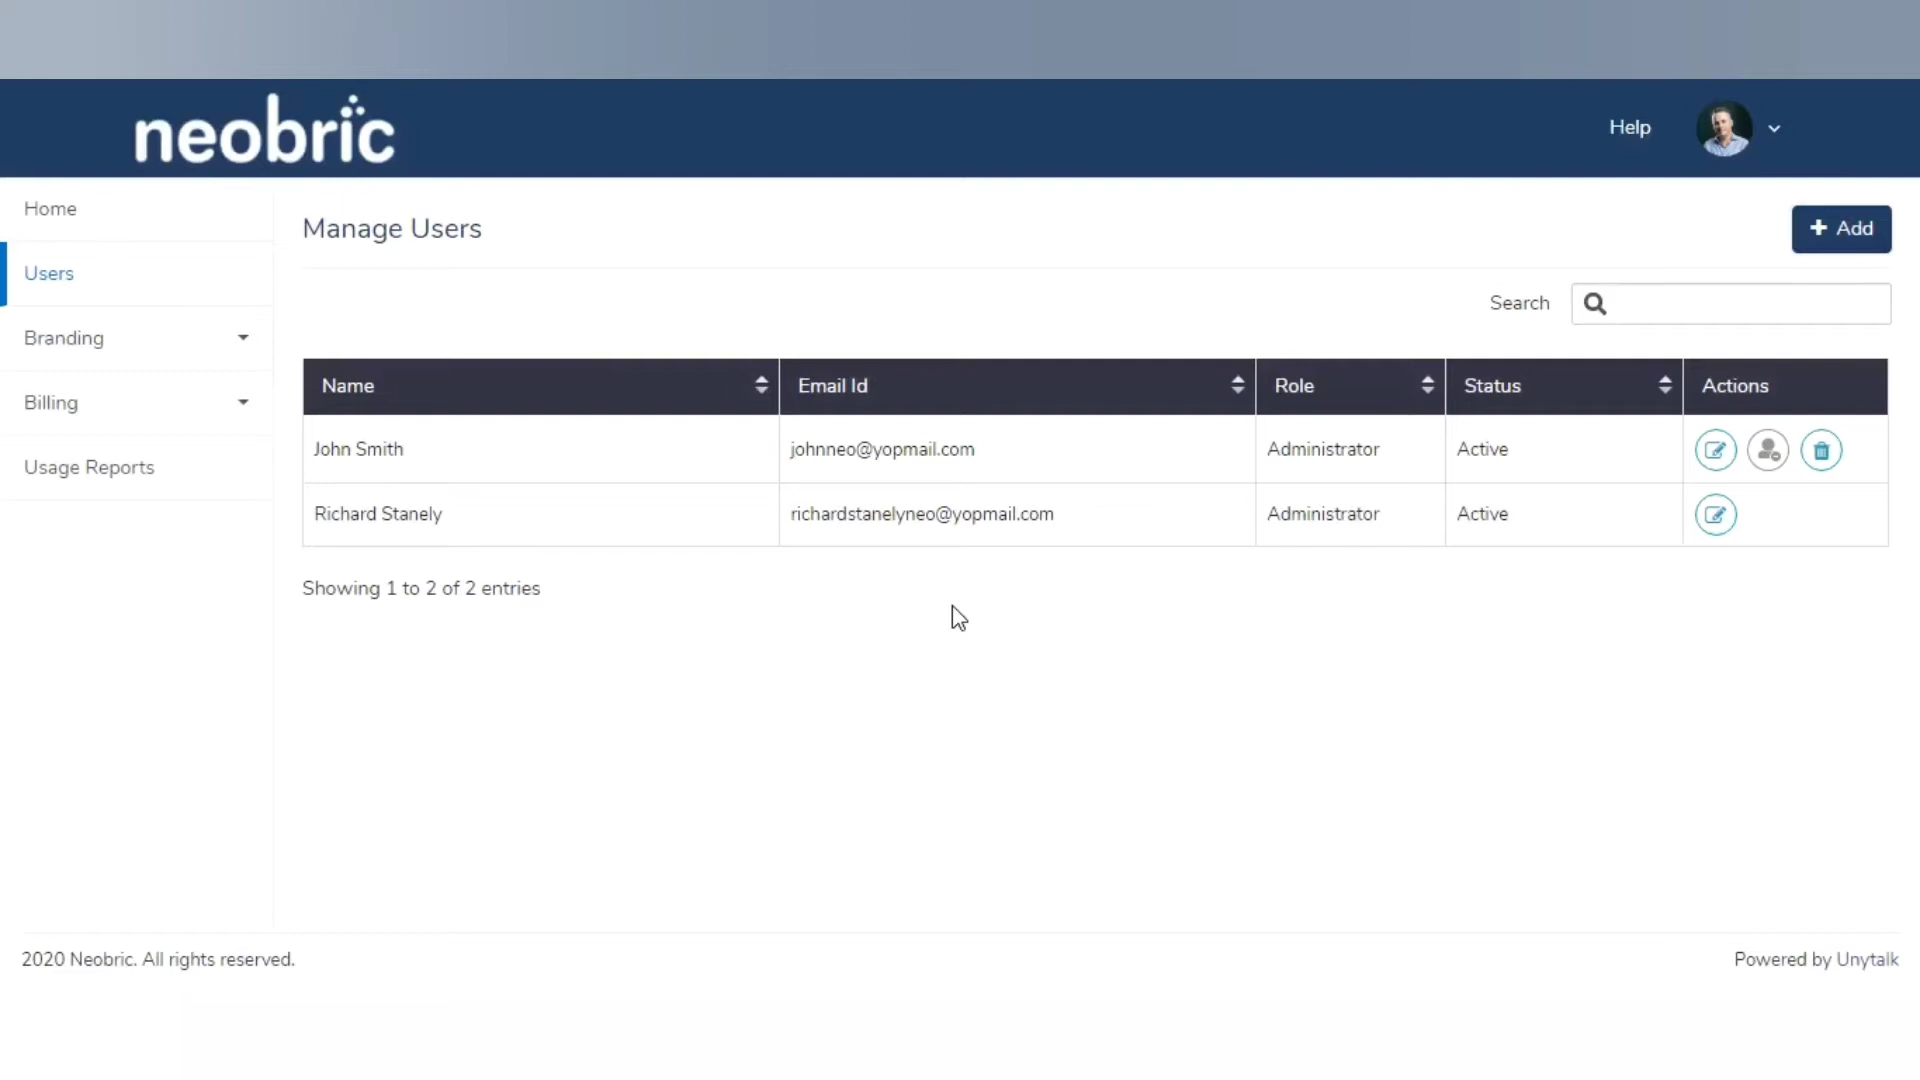 neobric
Help
Home
Users
Branding
Billing
Usage Reports
Manage Users
+ Add
Search
Name Email Id Role Status Actions
John Smith johnneo@yopmail.com Administrator Active
Richard Stanely richardstanelyneo@yopmail.com Administrator Active
Showing 1 to 2 of 2 entries
2020 Neobric. All rights reserved. Powered by Unytalk